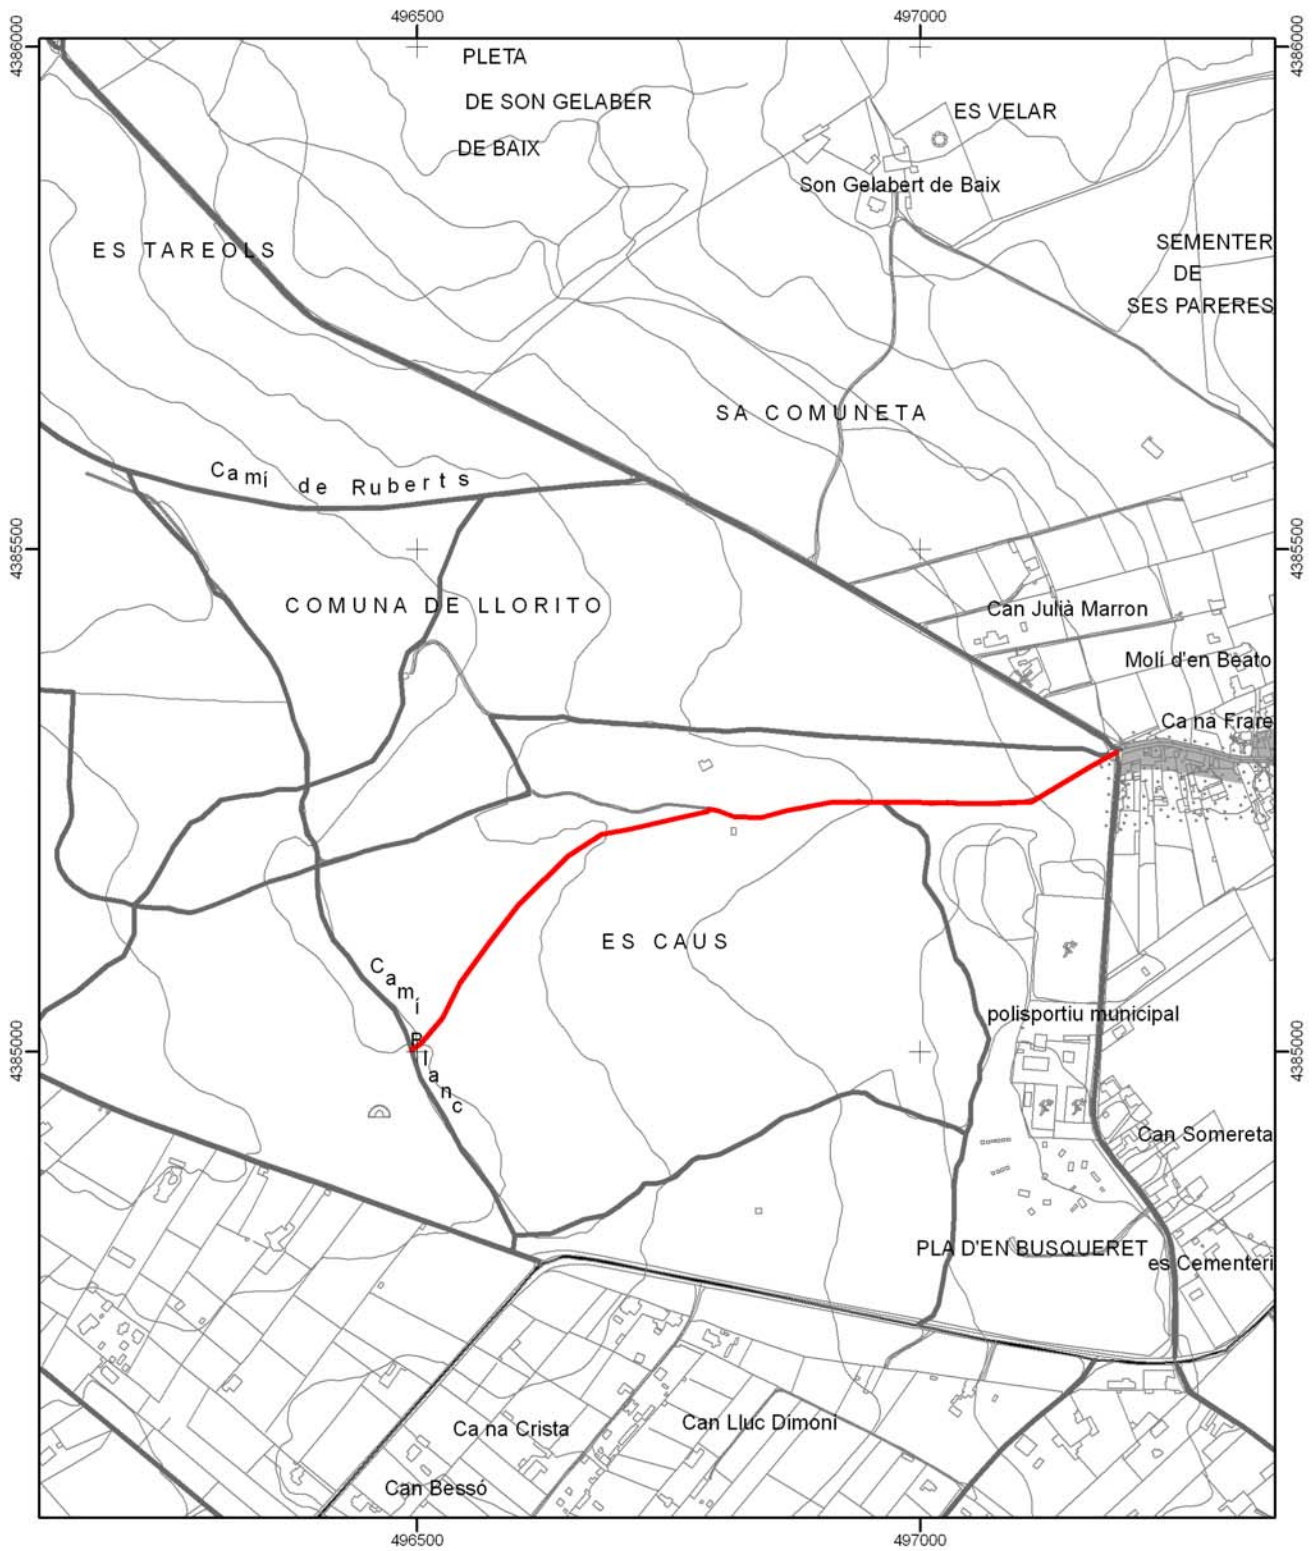 496500
497000
4386000
4386000
PLETA
DE SON GELABER
DE BAIX
ES VELAR
Son Gelabert de Baix
ES TAREOLS
SEMENTER
DE
SES PARERES
SA COMUNETA
Camí de Ruberts
4385500
4385500
COMUNA DE LLORITO
Can Julià Marron
Molí d'en Beato
Ca na Frare
ES CAUS
Camí Blanc
polisportiu municipal
4385000
4385000
Can Somereta
PLA D'EN BUSQUERET
es Cementeri
Ca na Crista
Can Lluc Dimoni
Can Bessó
496500
497000